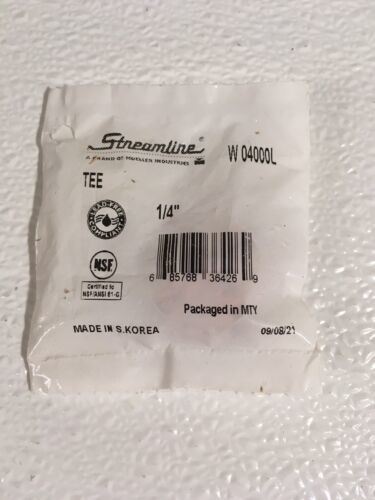 Streamline®
A BRAND OF MUELLER INDUSTRIES
W 04000L
TEE
LEAD FREE
COMPLIANT
1/4"
NSF®
Certified to
NSF/ANSI 61-G
6 85768 36426 9
Packaged in MTY
MADE IN S.KOREA
09/08/21